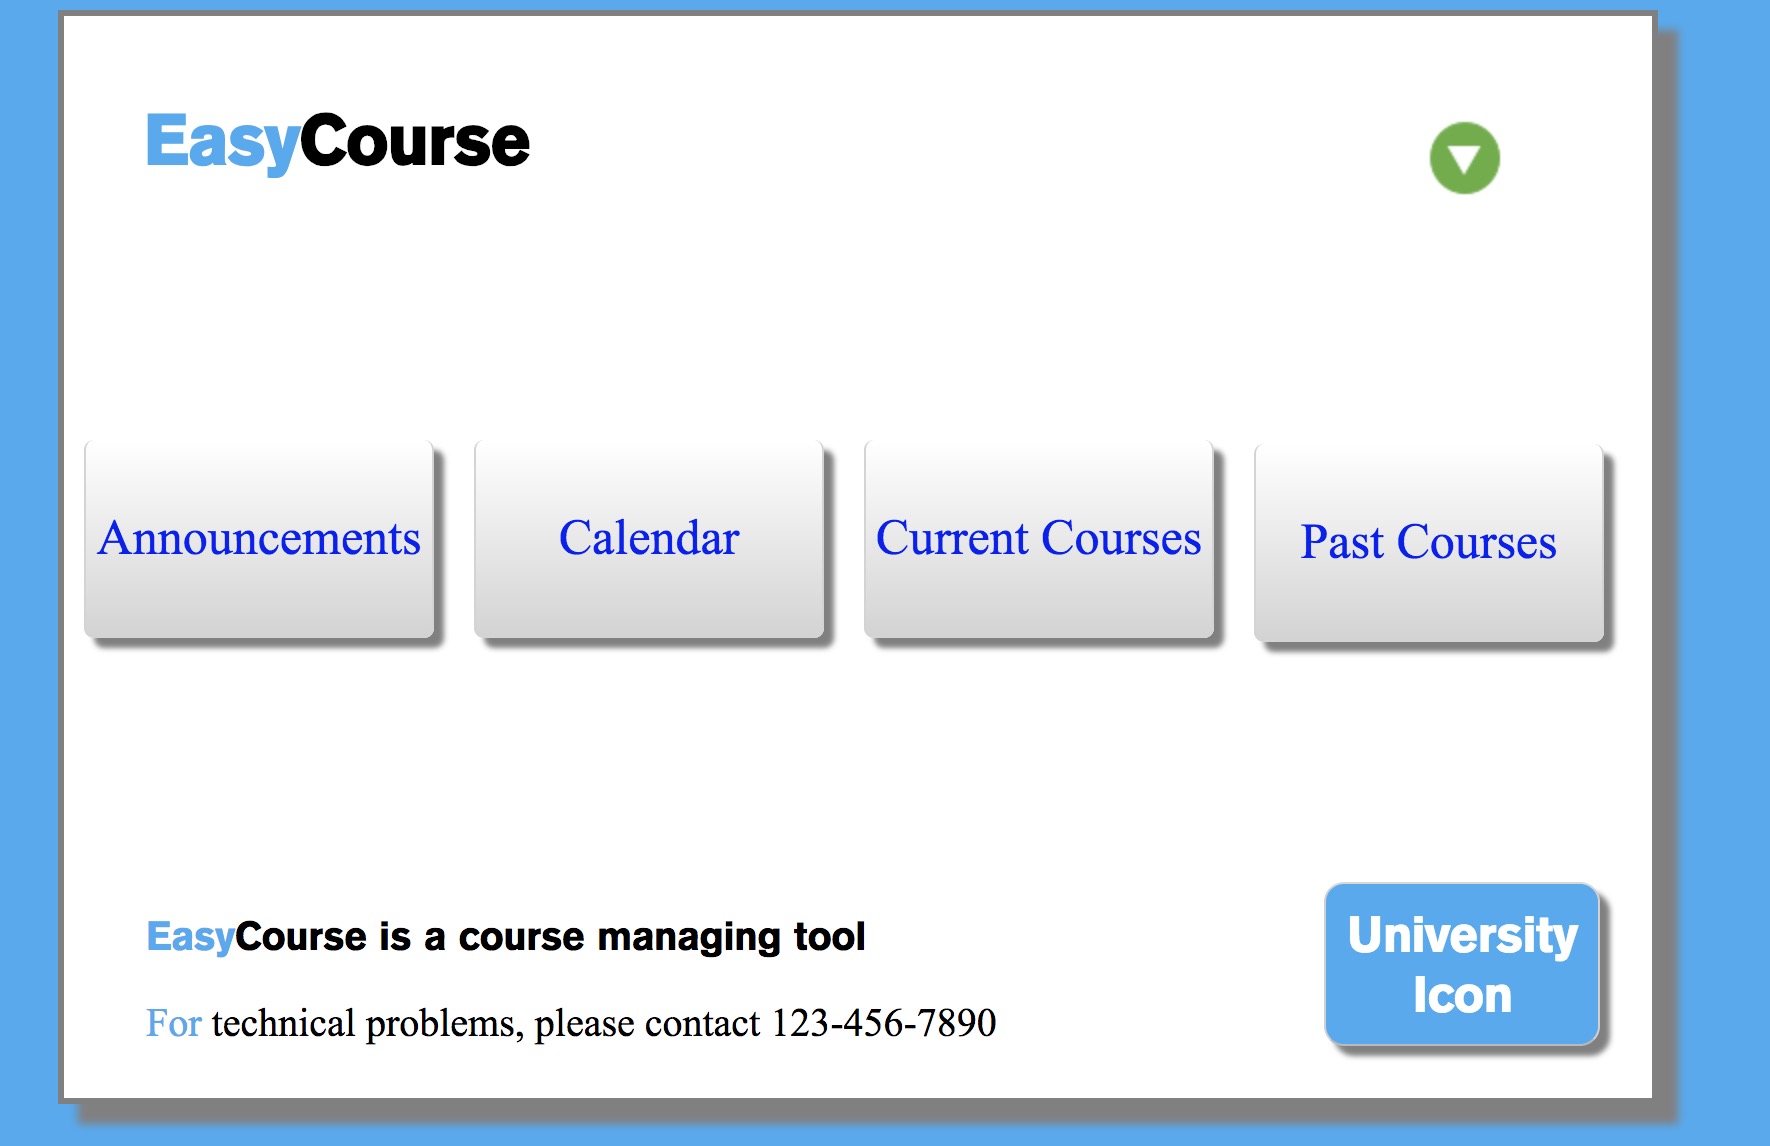 EasyCourse
Announcements
Calendar
Current Courses
Past Courses
EasyCourse is a course managing tool
For technical problems, please contact 123-456-7890
University
Icon